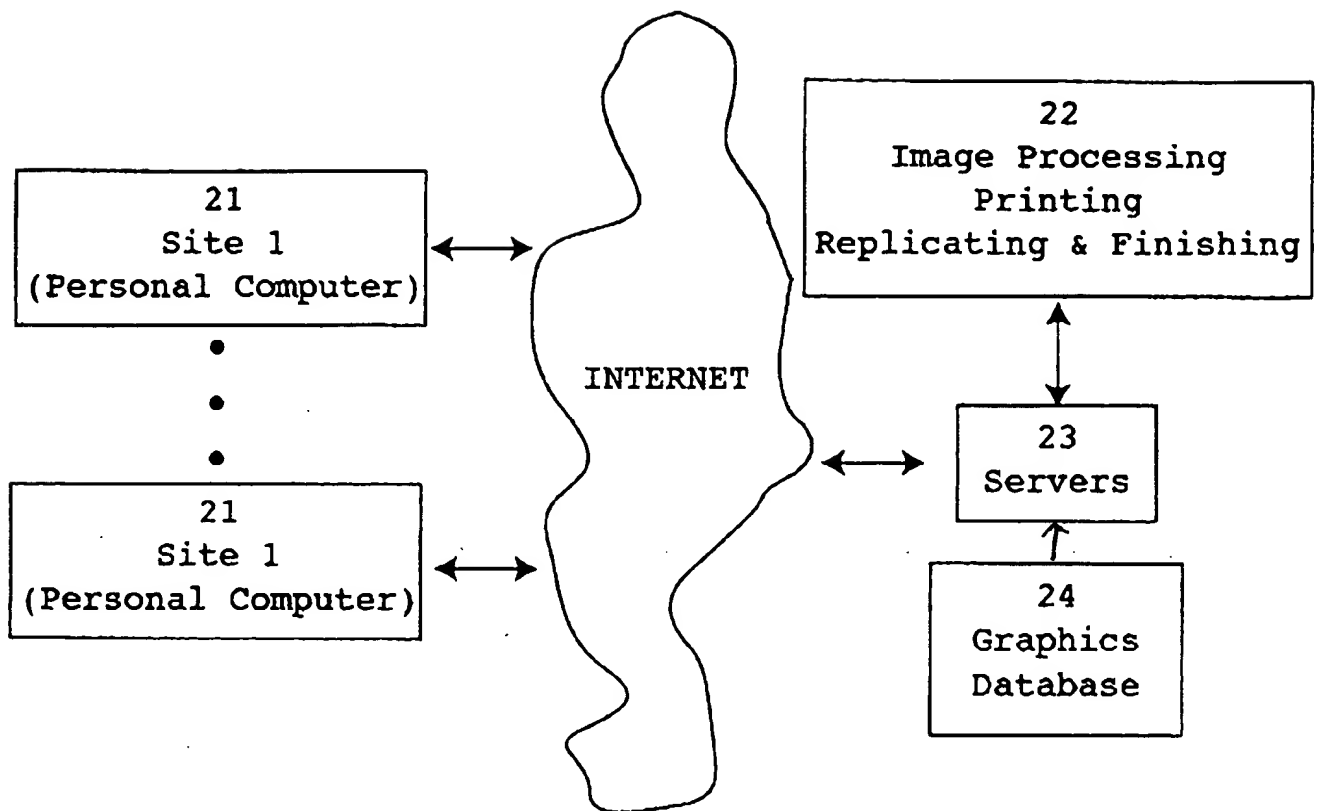 21
Site 1
(Personal Computer)
21
Site 1
(Personal Computer)
INTERNET
22
Image Processing
Printing
Replicating & Finishing
23
Servers
24
Graphics
Database